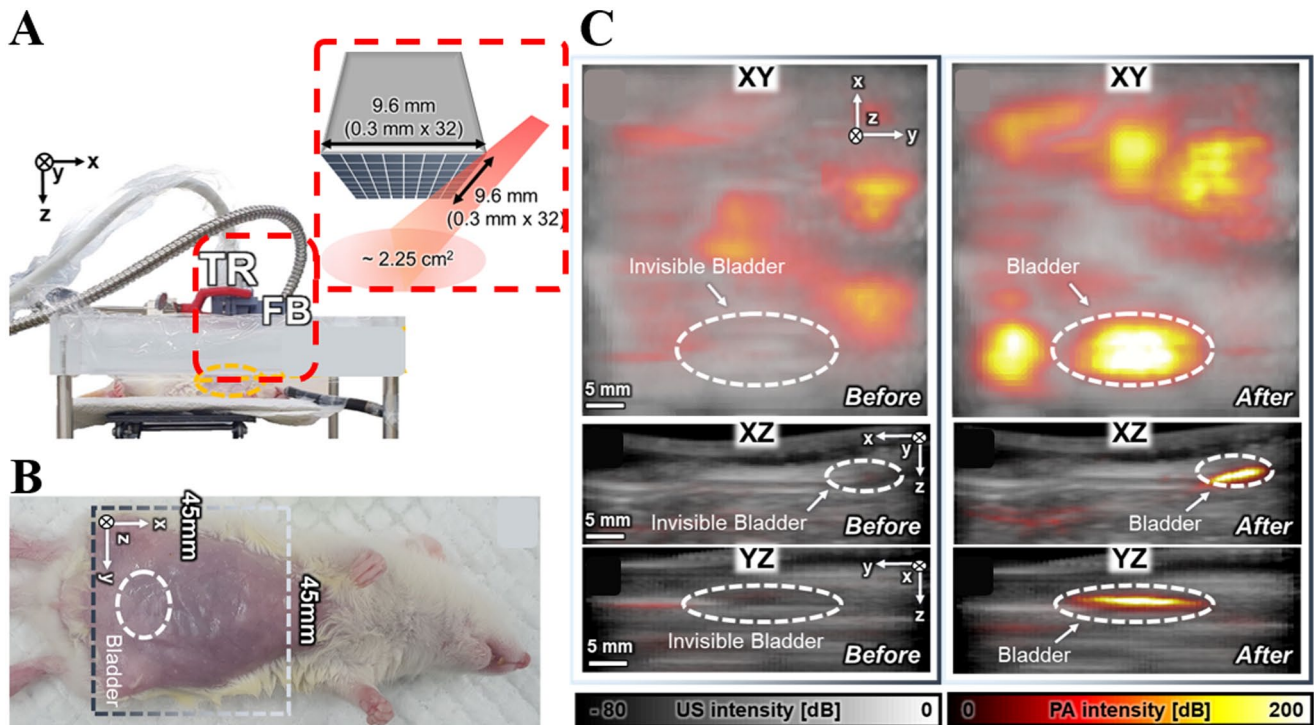 A
9.6 mm
(0.3 mm x 32)
9.6 mm
(0.3 mm x 32)
~ 2.25 cm²
x
y
z
TR
FB
B
45mm
45mm
x
z
y
Bladder
C
XY
x
z
y
Invisible Bladder
5 mm
Before
XY
Bladder
After
XZ
x
y
z
Invisible Bladder
5 mm
Before
XZ
Bladder
After
YZ
y
x
z
Invisible Bladder
5 mm
Before
YZ
Bladder
After
-80 US intensity [dB] 0
0 PA intensity [dB] 200